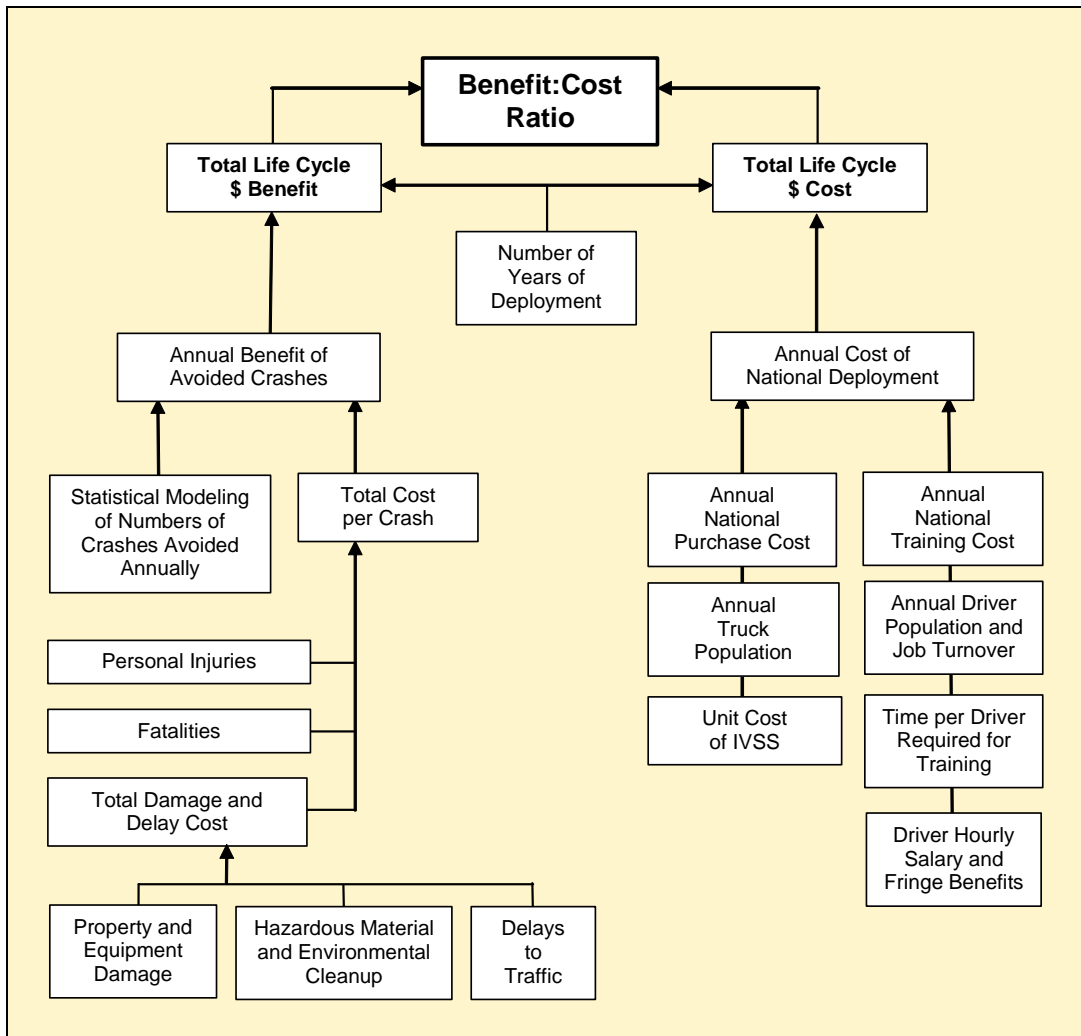 Benefit:Cost
Ratio
Total Life Cycle
$ Benefit
Total Life Cycle
$ Cost
Number of
Years of
Deployment
Annual Benefit of
Avoided Crashes
Annual Cost of
National Deployment
Statistical Modeling
of Numbers of
Crashes Avoided
Annually
Total Cost
per Crash
Annual
National
Purchase Cost
Annual
National
Training Cost
Annual
Truck
Population
Annual Driver
Population and
Job Turnover
Personal Injuries
Fatalities
Unit Cost
of IVSS
Time per Driver
Required for
Training
Total Damage and
Delay Cost
Driver Hourly
Salary and
Fringe Benefits
Property and
Equipment
Damage
Hazardous Material
and Environmental
Cleanup
Delays
to
Traffic